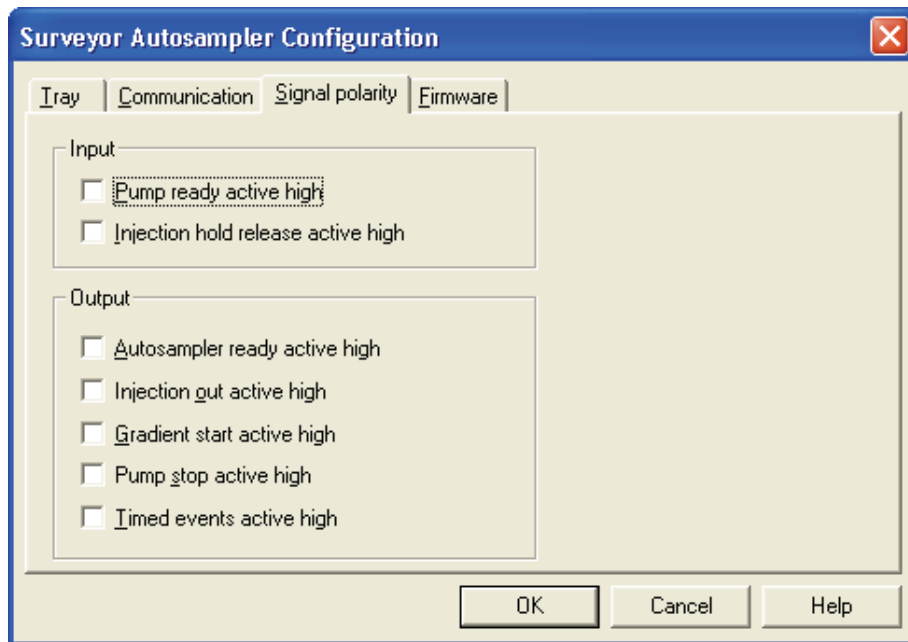 Surveyor Autosampler Configuration
Tray Communication Signal polarity Firmware
Input
Pump ready active high
Injection hold release active high
Output
Autosampler ready active high
Injection out active high
Gradient start active high
Pump stop active high
Timed events active high
OK Cancel Help